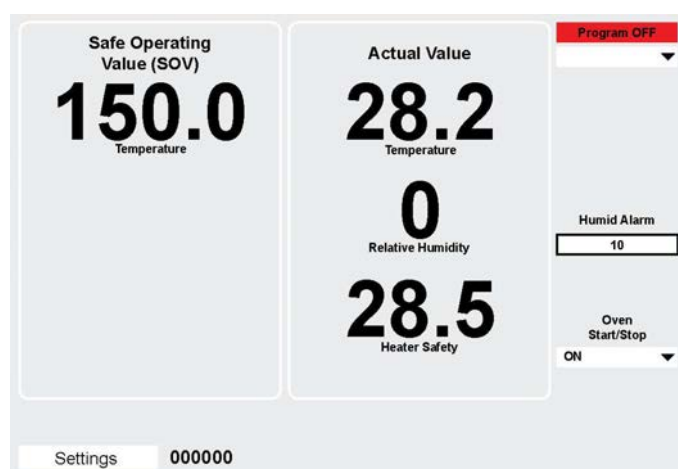 Safe Operating
Value (SOV)
150.0
Temperature
Actual Value
28.2
Temperature
0
Relative Humidity
28.5
Heater Safety
Program OFF
Humid Alarm
10
Oven
Start/Stop
ON
Settings
000000